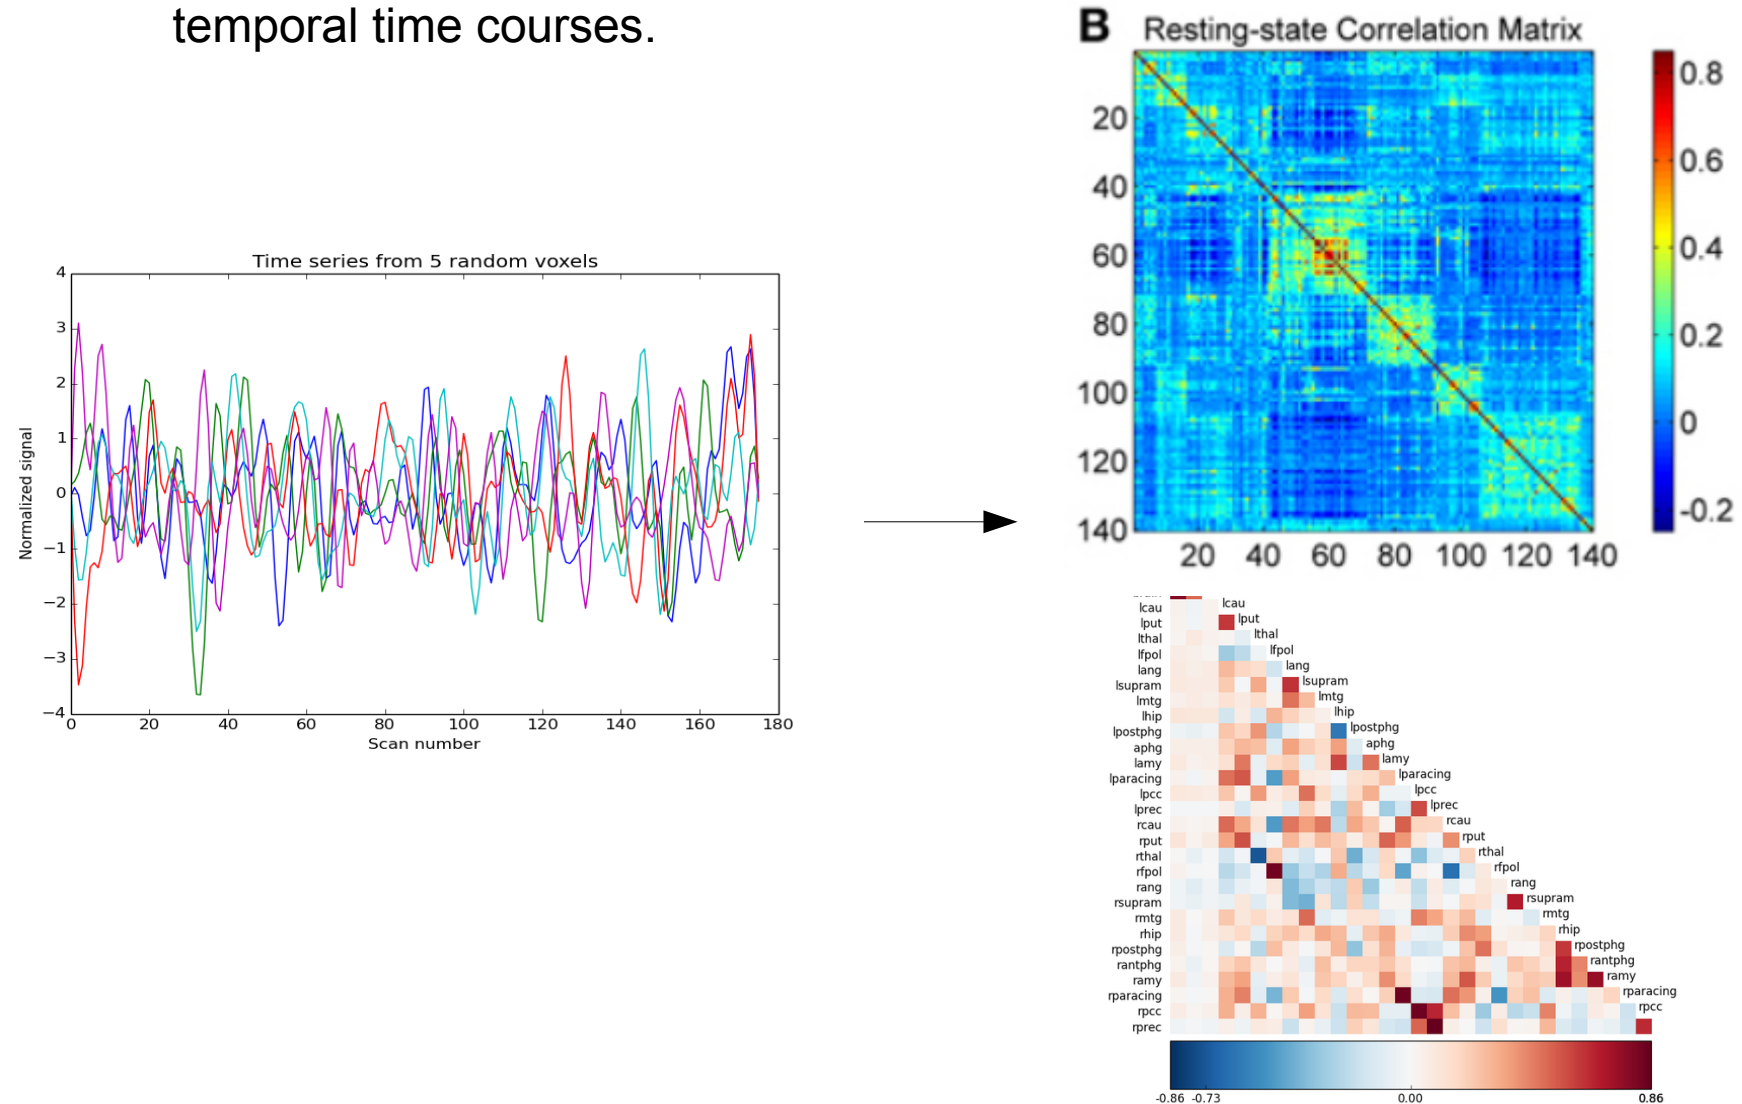 temporal time courses.
Time series from 5 random voxels
4
3
2
1
0
−1
−2
−3
−4
Normalized signal
0 20 40 60 80 100 120 140 160 180
Scan number
B Resting-state Correlation Matrix
20
40
60
80
100
120
140
20 40 60 80 100 120 140
0.8
0.6
0.4
0.2
0
-0.2
lcau
lput
lthal
lfpol
lang
lsupram
lmtg
lhip
lpostphg
aphg
lamy
lparacing
lpcc
lprec
rcau
rput
rthal
rfpol
rang
rsupram
rmtg
rhip
rpostphg
rantphg
ramy
rparacing
rpcc
rprec
lcau
lput
lthal
lfpol
lang
lsupram
lmtg
lhip
lpostphg
aphg
lamy
lparacing
lpcc
lprec
rcau
rput
rthal
rfpol
rang
rsupram
rmtg
rhip
rpostphg
rantphg
ramy
rparacing
rpcc
-0.86 -0.73 0.00 0.86